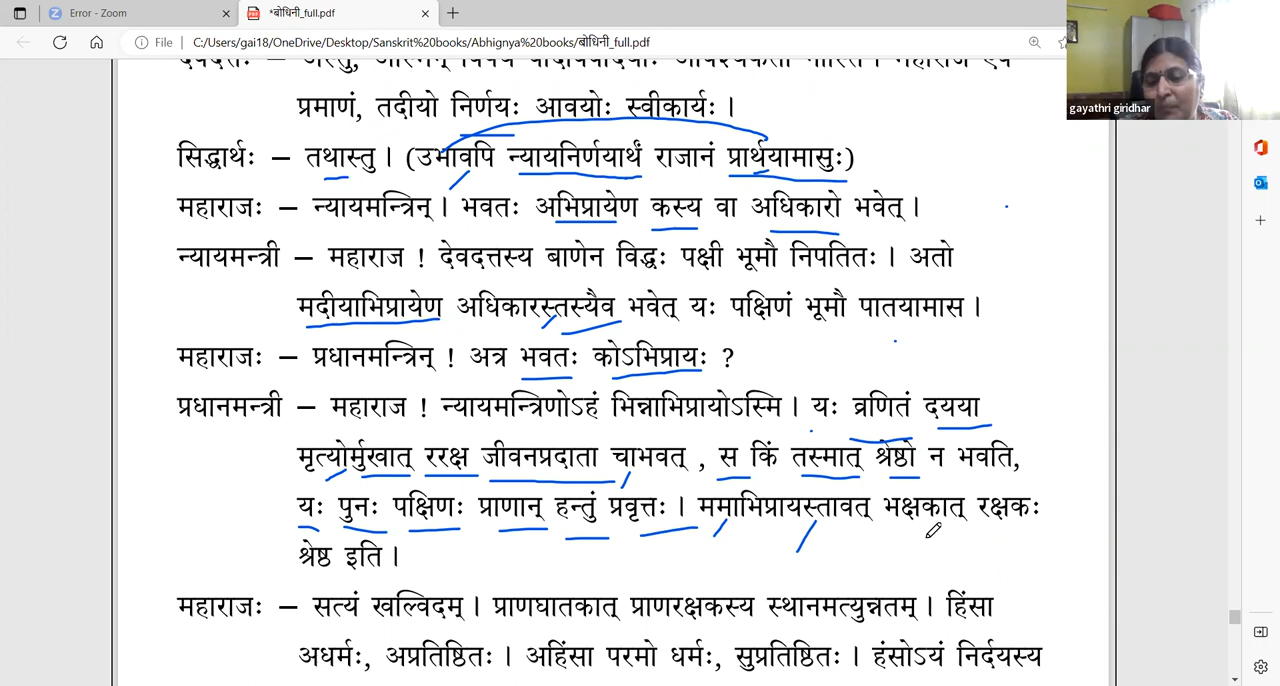 Error - Zoom
*बोधिनी_full.pdf
File
C:/Users/gai18/OneDrive/Desktop/Sanskrit%20books/Abhignya%20books/बोधिनी_full.pdf
gayathri giridhar
प्रमाणं, तदीयो निर्णयः आवयोः स्वीकार्यः ।
सिद्धार्थः – तथास्तु । (उभावपि न्यायनिर्णयार्थं राजानं प्रार्थयामासुः)
महाराजः – न्यायमन्त्रिन् । भवतः अभिप्रायेण कस्य वा अधिकारो भवेत् ।
न्यायमन्त्री – महाराज ! देवदत्तस्य बाणेन विद्धः पक्षी भूमौ निपतितः । अतो
मदीयाभिप्रायेण अधिकारस्तस्यैव भवेत् यः पक्षिणं भूमौ पातयामास ।
महाराजः – प्रधानमन्त्रिन् ! अत्र भवतः कोऽभिप्रायः ?
प्रधानमन्त्री – महाराज ! न्यायमन्त्रिणोऽहं भिन्नाभिप्रायोऽस्मि । यः व्रणितं दयया
मृत्योर्मुखात् ररक्ष जीवनप्रदाता चाभवत् , स किं तस्मात् श्रेष्ठो न भवति,
यः पुनः पक्षिणः प्राणान् हन्तुं प्रवृत्तः । ममाभिप्रायस्तावत् भक्षकात् रक्षकः
श्रेष्ठ इति ।
महाराजः – सत्यं खल्विदम् । प्राणघातकात् प्राणरक्षकस्य स्थानमत्युन्नतम् । हिंसा
अधर्मः, अप्रतिष्ठितः । अहिंसा परमो धर्मः, सुप्रतिष्ठितः । हंसोऽयं निर्दयस्य